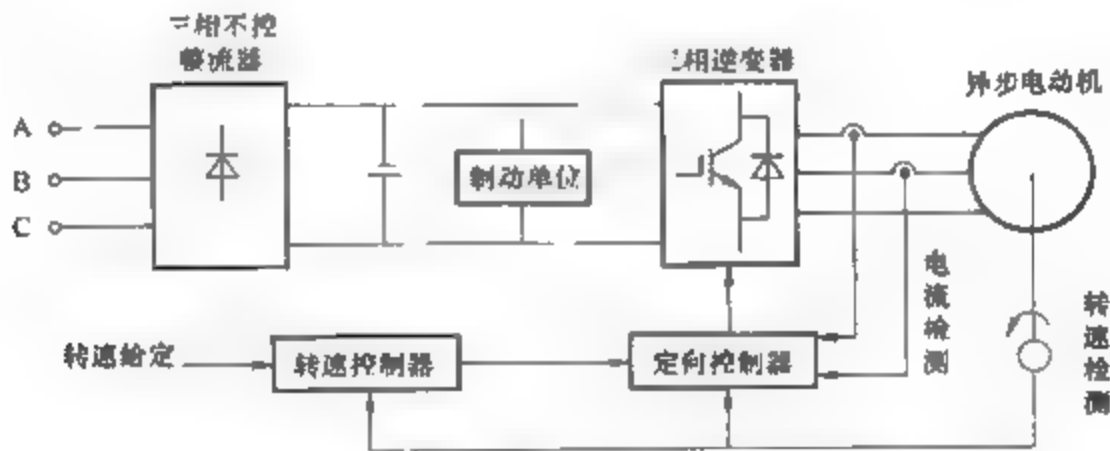 三相不控
整流器
三相逆变器
异步电动机
A
B
C
制动单位
电流检测
转速检测
转速给定
转速控制器
定向控制器